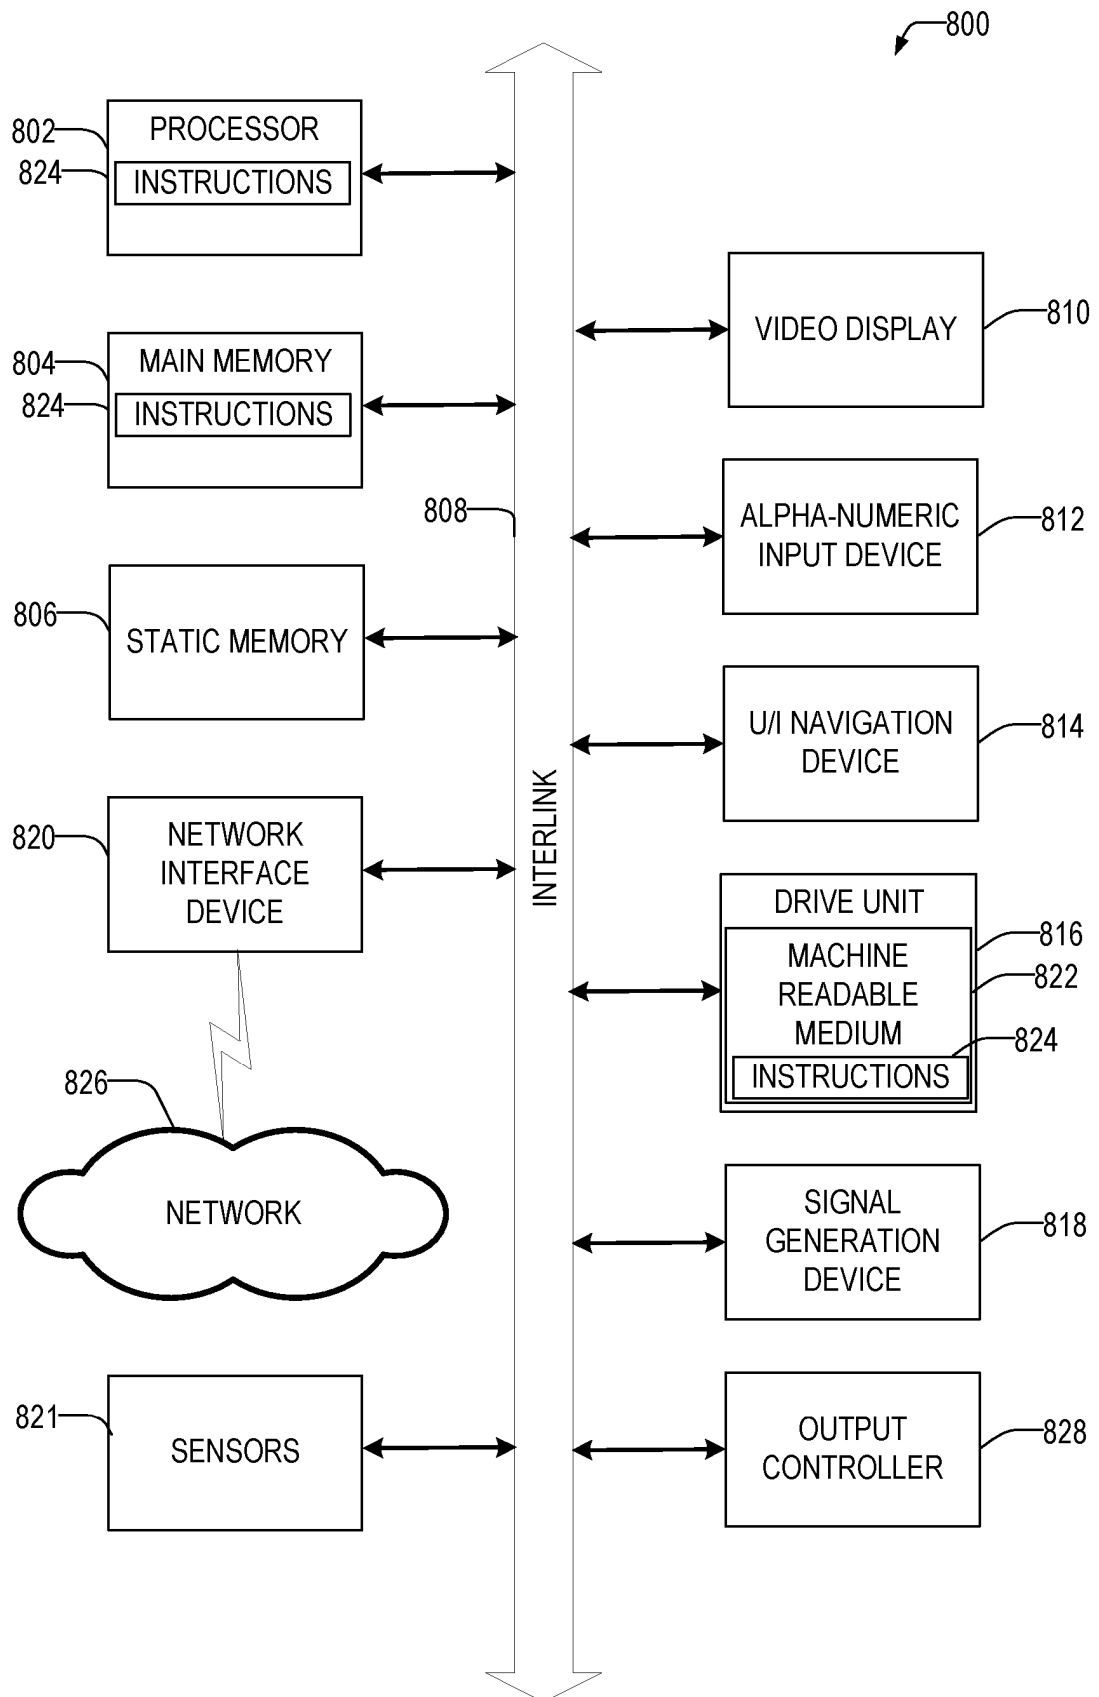 800
802
PROCESSOR
824
INSTRUCTIONS
804
MAIN MEMORY
824
INSTRUCTIONS
808
806
STATIC MEMORY
820
NETWORK
INTERFACE
DEVICE
826
NETWORK
821
SENSORS
INTERLINK
VIDEO DISPLAY
810
ALPHA-NUMERIC
INPUT DEVICE
812
U/I NAVIGATION
DEVICE
814
DRIVE UNIT
816
MACHINE
READABLE
MEDIUM
822
824
INSTRUCTIONS
SIGNAL
GENERATION
DEVICE
818
OUTPUT
CONTROLLER
828